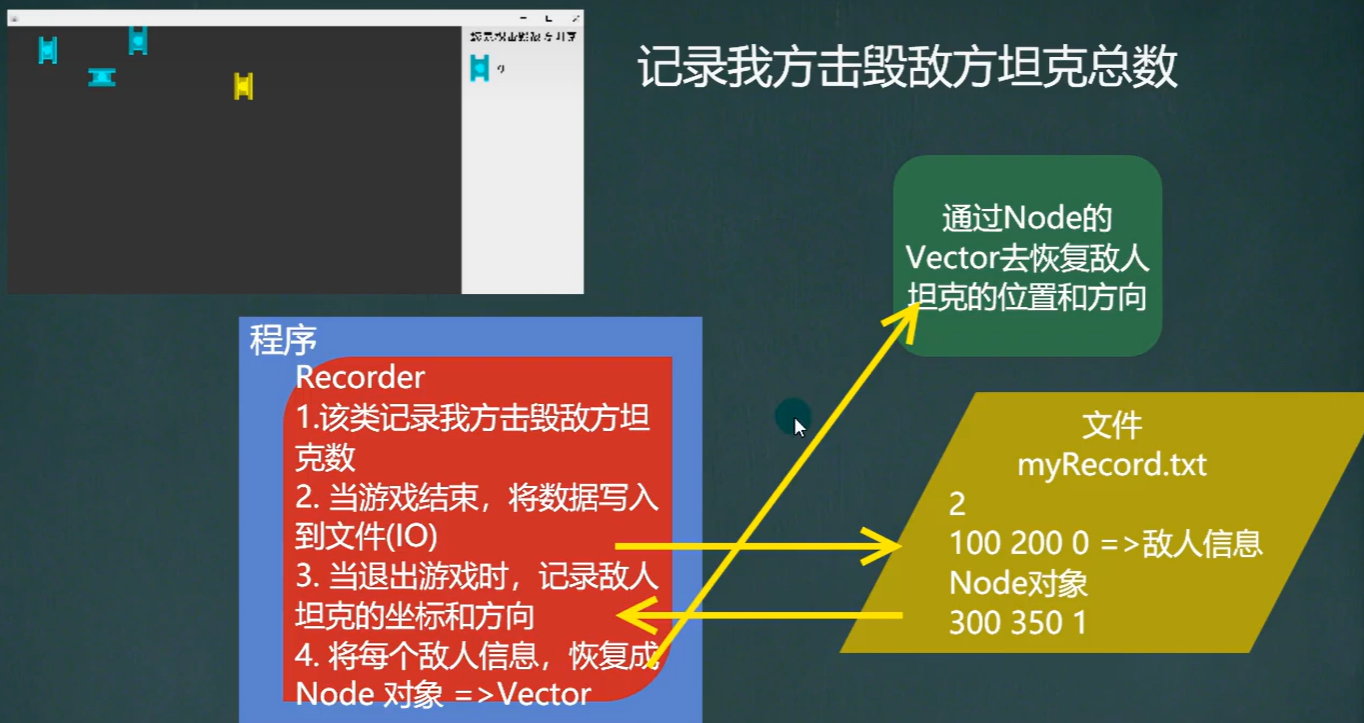 记录我方击毁敌方坦克总数
通过Node的
Vector去恢复敌人
坦克的位置和方向
程序
Recorder
1.该类记录我方击毁敌方坦
克数
2. 当游戏结束，将数据写入
到文件(IO)
3. 当退出游戏时，记录敌人
坦克的坐标和方向
4. 将每个敌人信息，恢复成
Node 对象 =>Vector
文件
myRecord.txt
2
100 200 0 =>敌人信息
Node对象
300 350 1